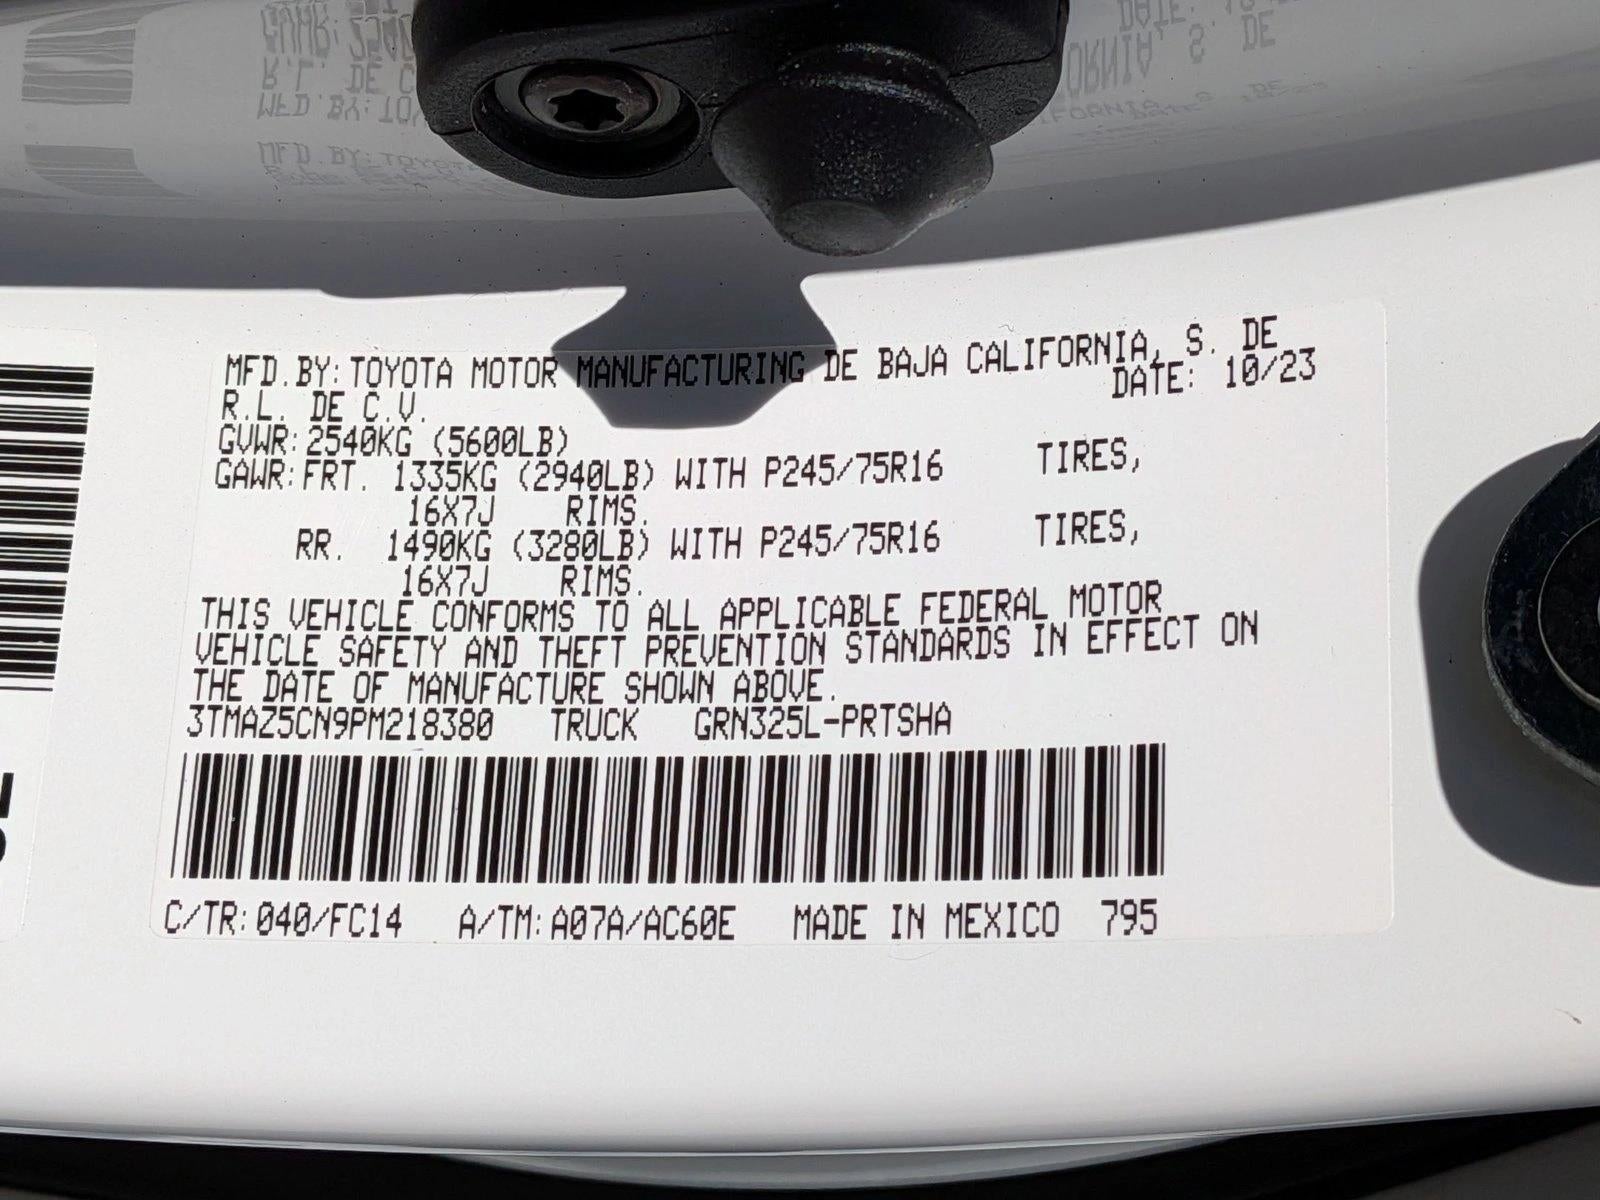 MFD.BY:TOYOTA MOTOR MANUFACTURING DE BAJA CALIFORNIA, S. DE
R.L. DE C.V. DATE: 10/23
GVWR:2540KG (5600LB)
GAWR:FRT. 1335KG (2940LB) WITH P245/75R16 TIRES,
16X7J RIMS.
RR. 1490KG (3280LB) WITH P245/75R16 TIRES,
16X7J RIMS.
THIS VEHICLE CONFORMS TO ALL APPLICABLE FEDERAL MOTOR
VEHICLE SAFETY AND THEFT PREVENTION STANDARDS IN EFFECT ON
THE DATE OF MANUFACTURE SHOWN ABOVE.
3TMAZ5CN9PM218380 TRUCK GRN325L-PRTSHA
C/TR:040/FC14 A/TM:A07A/AC60E MADE IN MEXICO 795